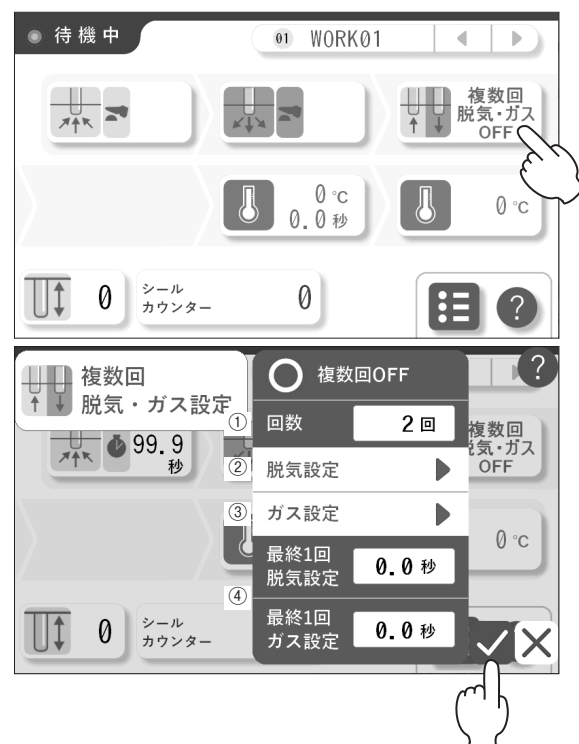 待機中
01 WORK01
複数回
脱気・ガス
OFF
0 ℃
0.0 秒
0 ℃
0
シール
カウンター
0
?
複数回
脱気・ガス設定
複数回OFF
?
① 回数 2 回
② 脱気設定
③ ガス設定
④
最終1回
脱気設定
0.0 秒
最終1回
ガス設定
0.0 秒
99.9
秒
複数回
気・ガス
OFF
0 ℃
0
シール
カウンター